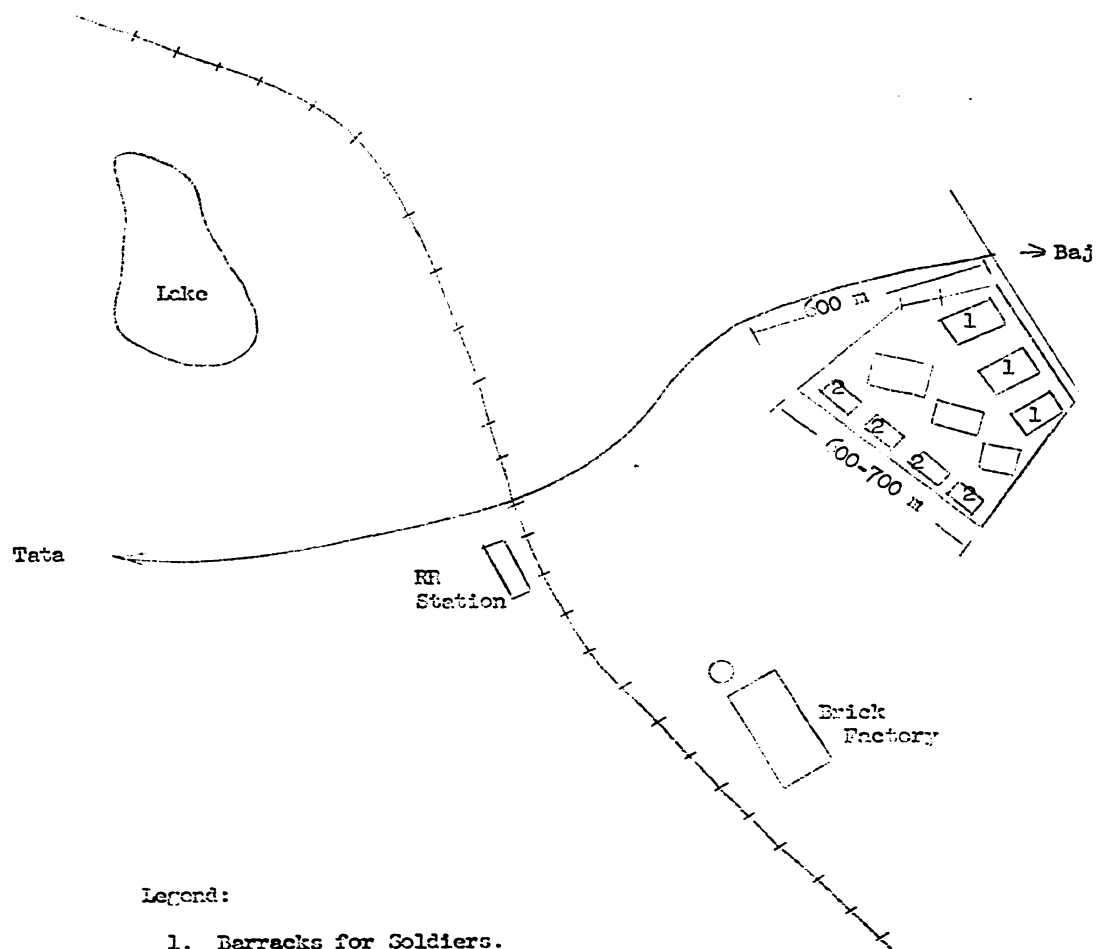 Lake
Baj
600 m
1
1
1
2
2
2
2
600-700 m
Tata
RR
Station
Brick
Factory
Legend:
1. Barracks for Soldiers.